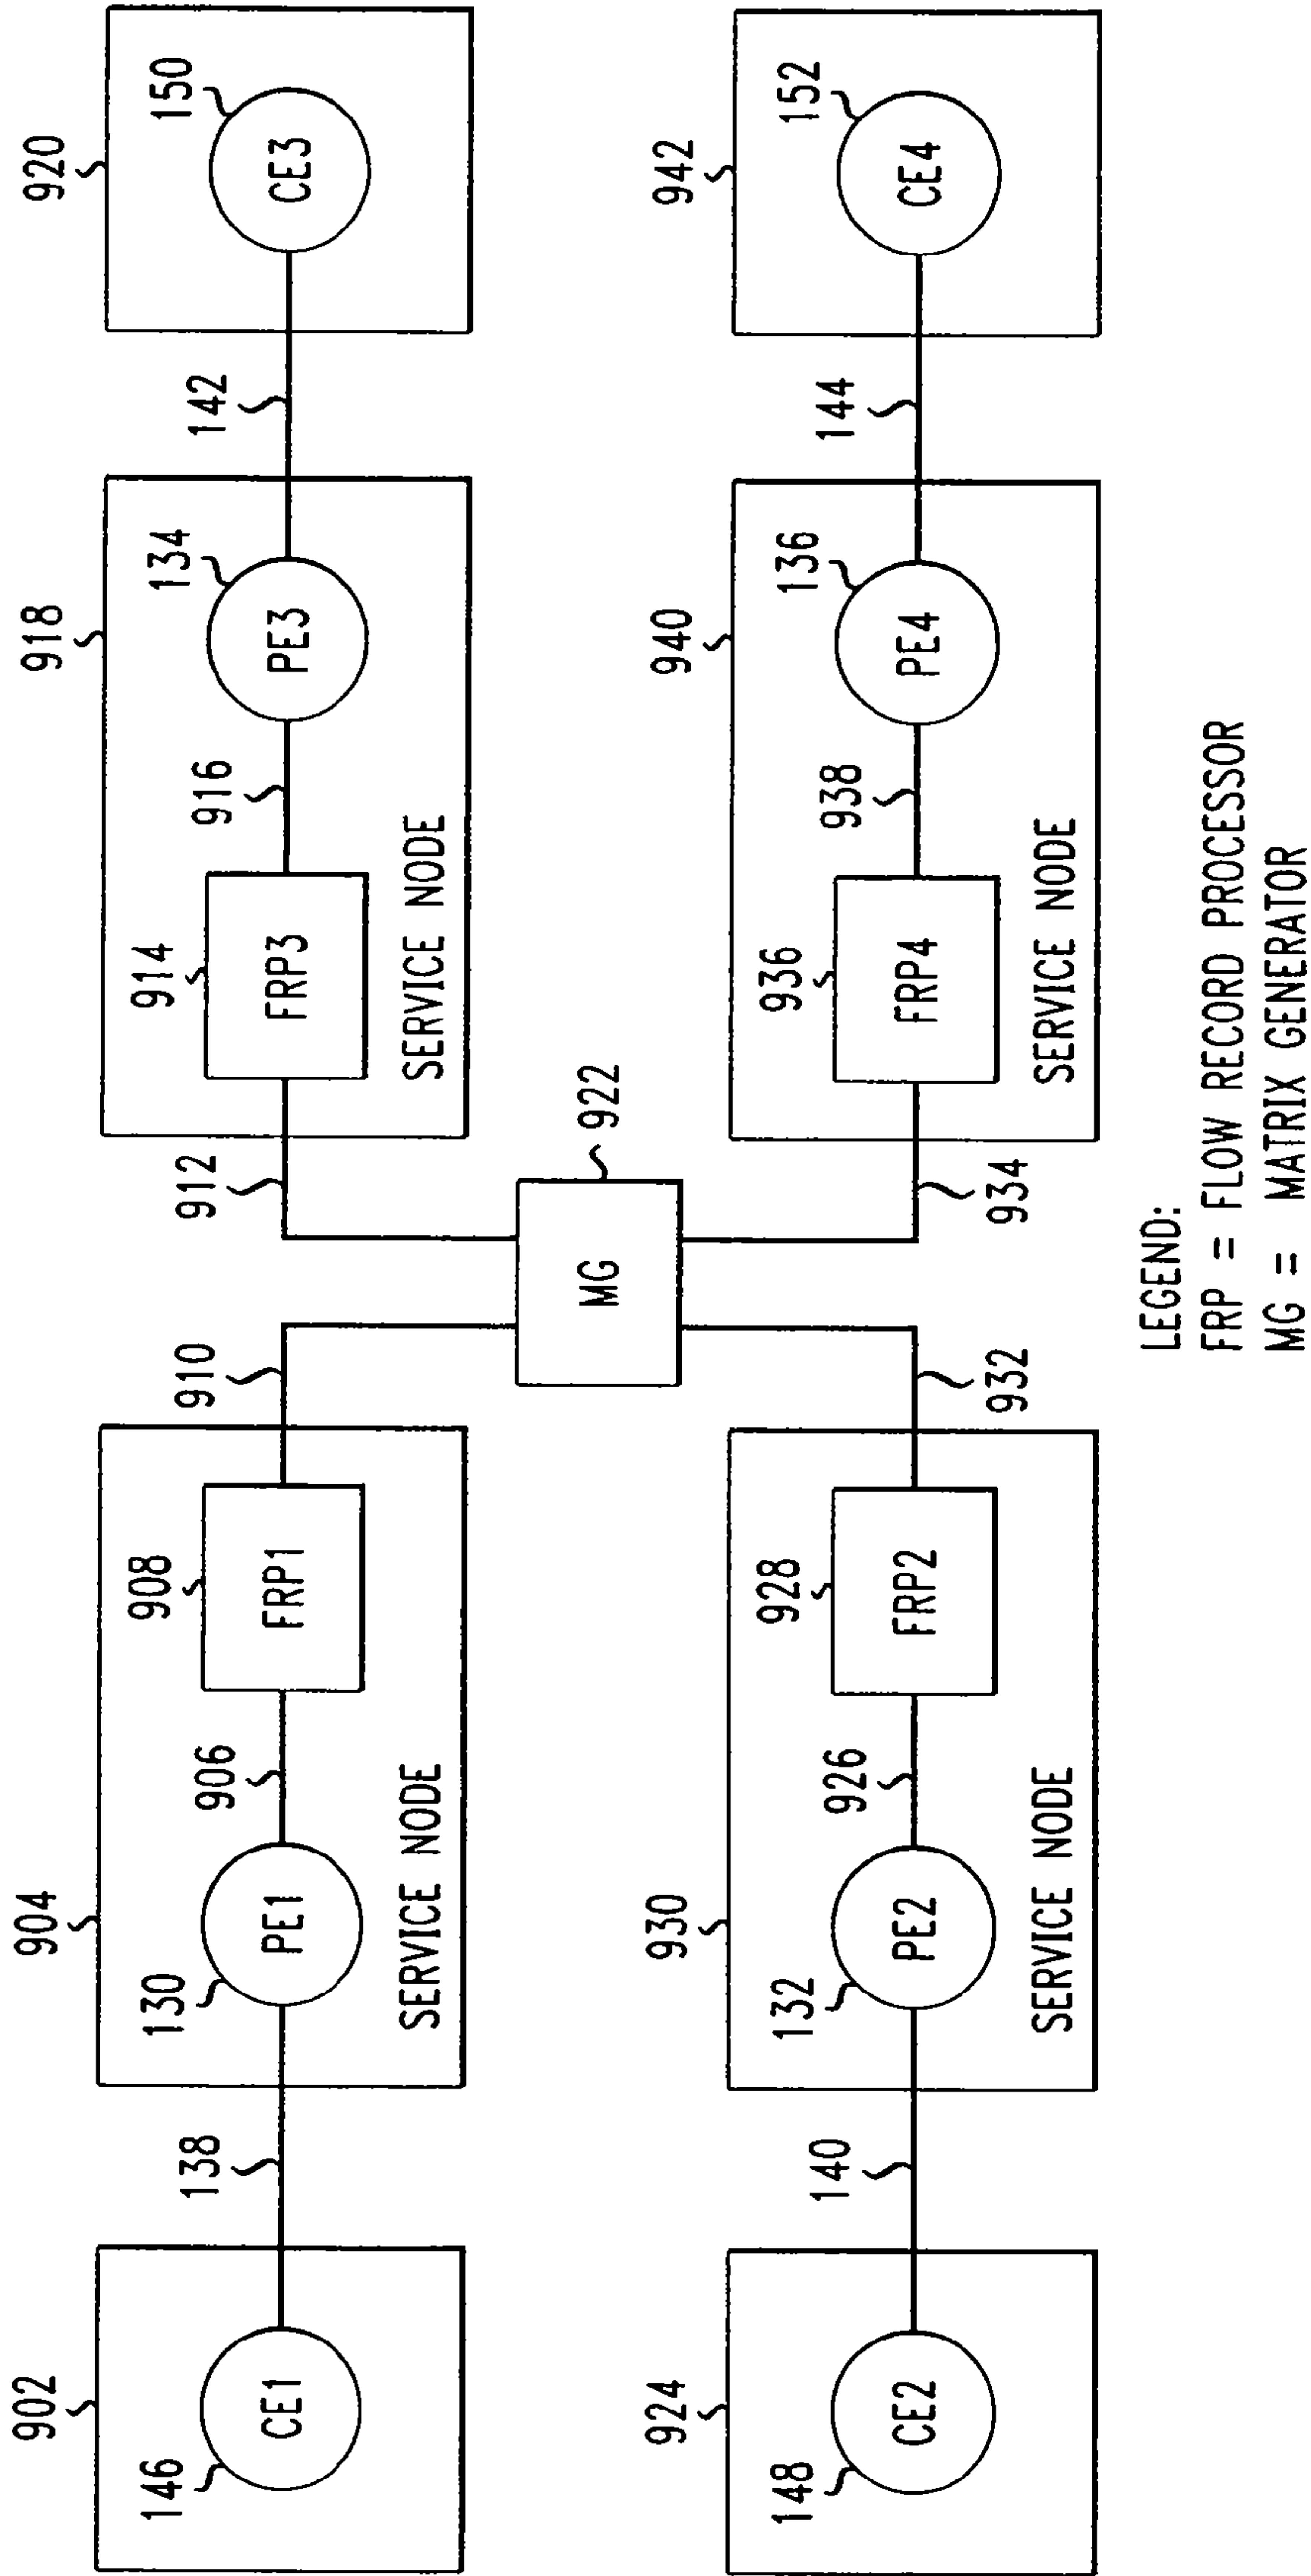 902
146
CE1
138
904
130
PE1
906
908
FRP1
SERVICE NODE
910
912
918
914
FRP3
916
134
PE3
SERVICE NODE
142
920
150
CE3
MG
922
924
148
CE2
140
930
132
PE2
926
928
FRP2
SERVICE NODE
932
934
940
936
FRP4
938
136
PE4
SERVICE NODE
144
942
152
CE4
LEGEND:
FRP = FLOW RECORD PROCESSOR
MG = MATRIX GENERATOR